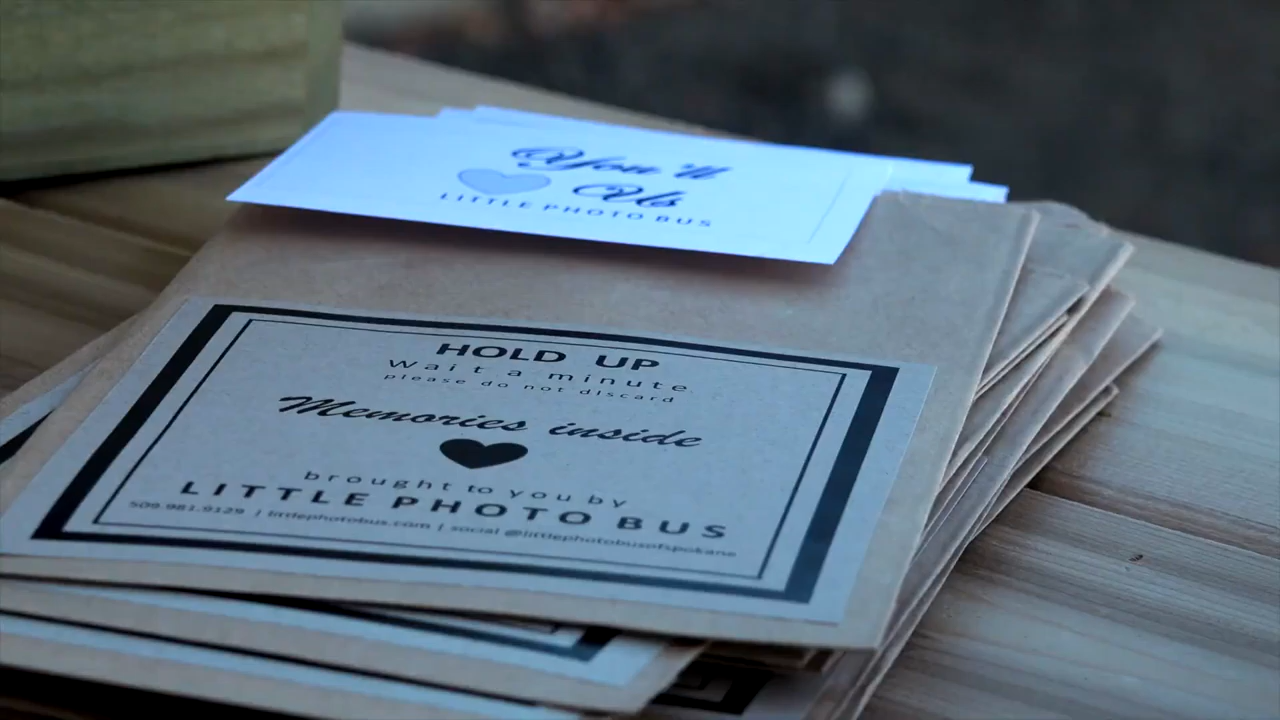 You'll
Us
LITTLE PHOTO BUS
HOLD UP
Wait a minute
please do not discard
Memories inside
brought to you by
LITTLE PHOTO BUS
509.981.9129 | littlephotobus.com | social @littlephotobusofspokane